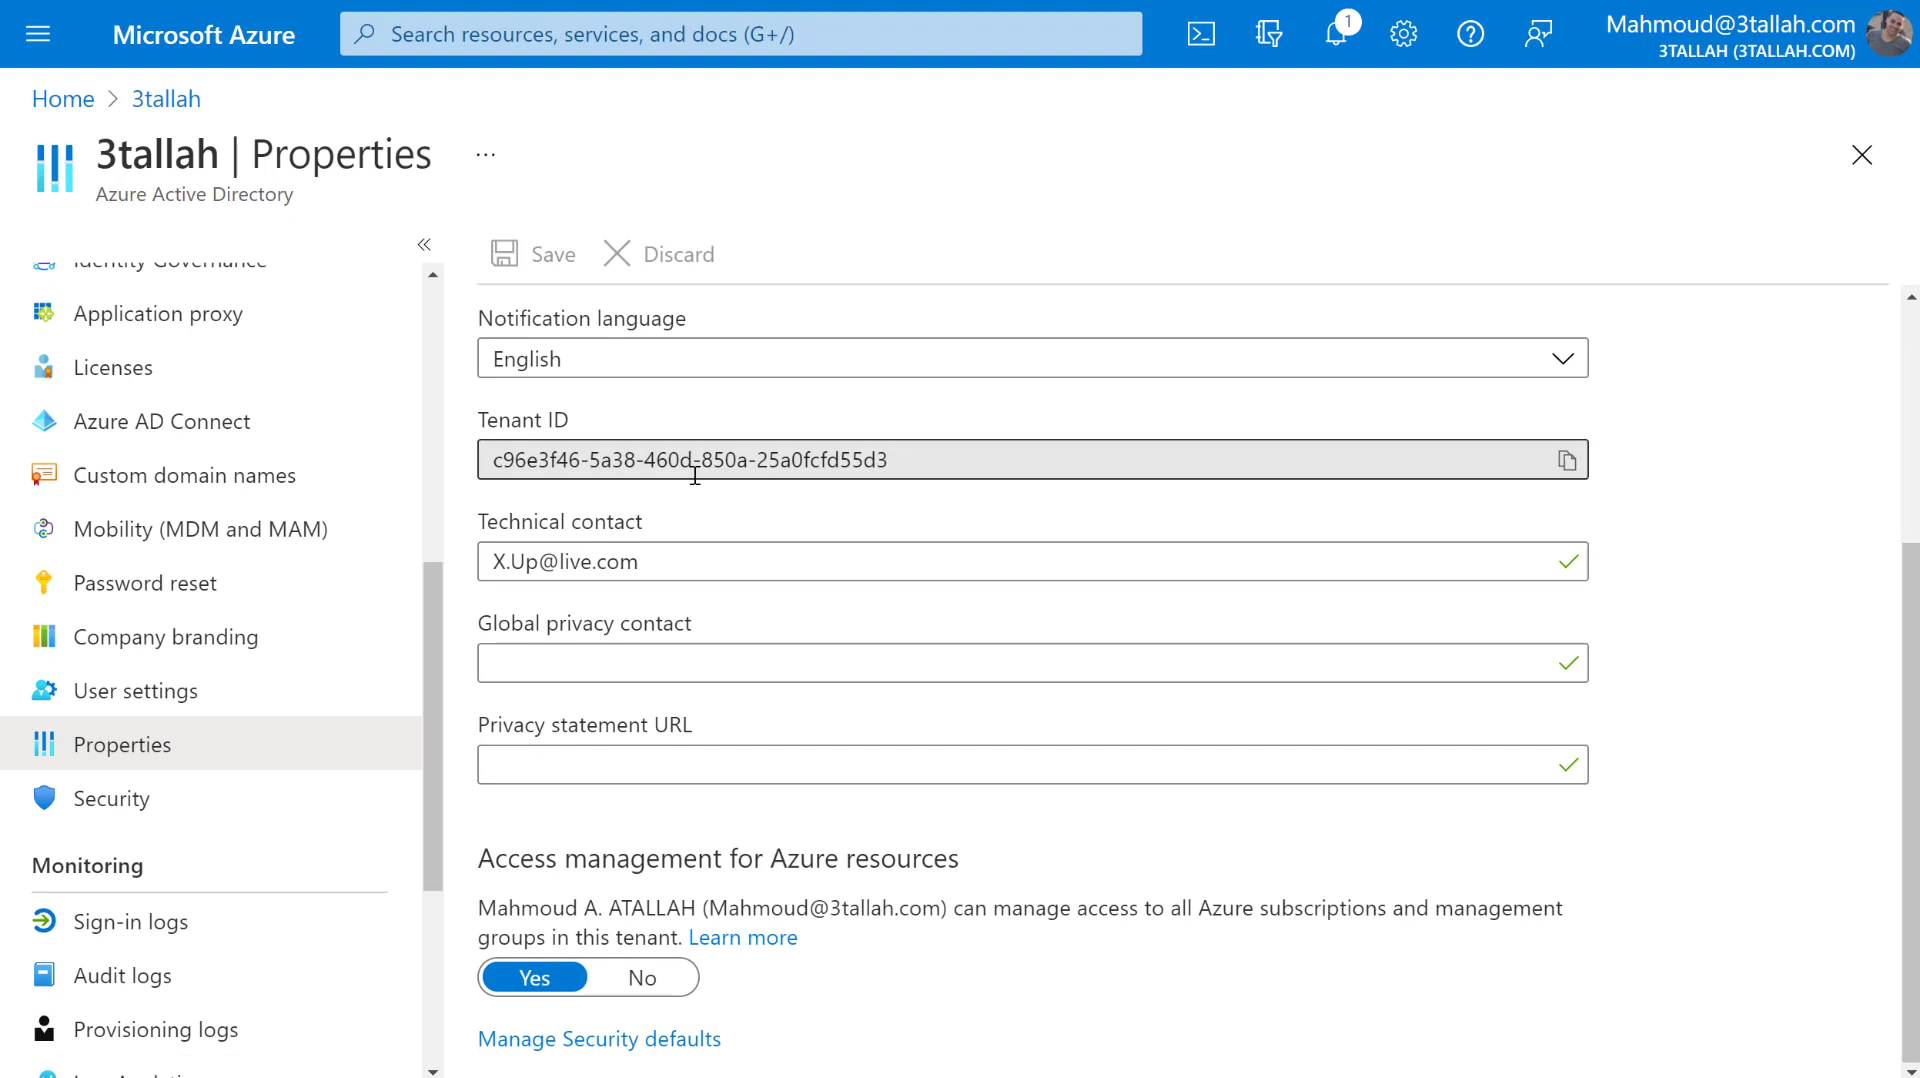 Microsoft Azure
Search resources, services, and docs (G+/)
1
Mahmoud@3tallah.com
3TALLAH (3TALLAH.COM)
Home > 3tallah
3tallah | Properties ...
Azure Active Directory
«
Save
Discard
Identity Governance
Application proxy
Licenses
Azure AD Connect
Custom domain names
Mobility (MDM and MAM)
Password reset
Company branding
User settings
Properties
Security
Monitoring
Sign-in logs
Audit logs
Provisioning logs
Notification language
English
Tenant ID
c96e3f46-5a38-460d-850a-25a0fcfd55d3
Technical contact
X.Up@live.com
Global privacy contact
Privacy statement URL
Access management for Azure resources
Mahmoud A. ATALLAH (Mahmoud@3tallah.com) can manage access to all Azure subscriptions and management
groups in this tenant. Learn more
Yes No
Manage Security defaults